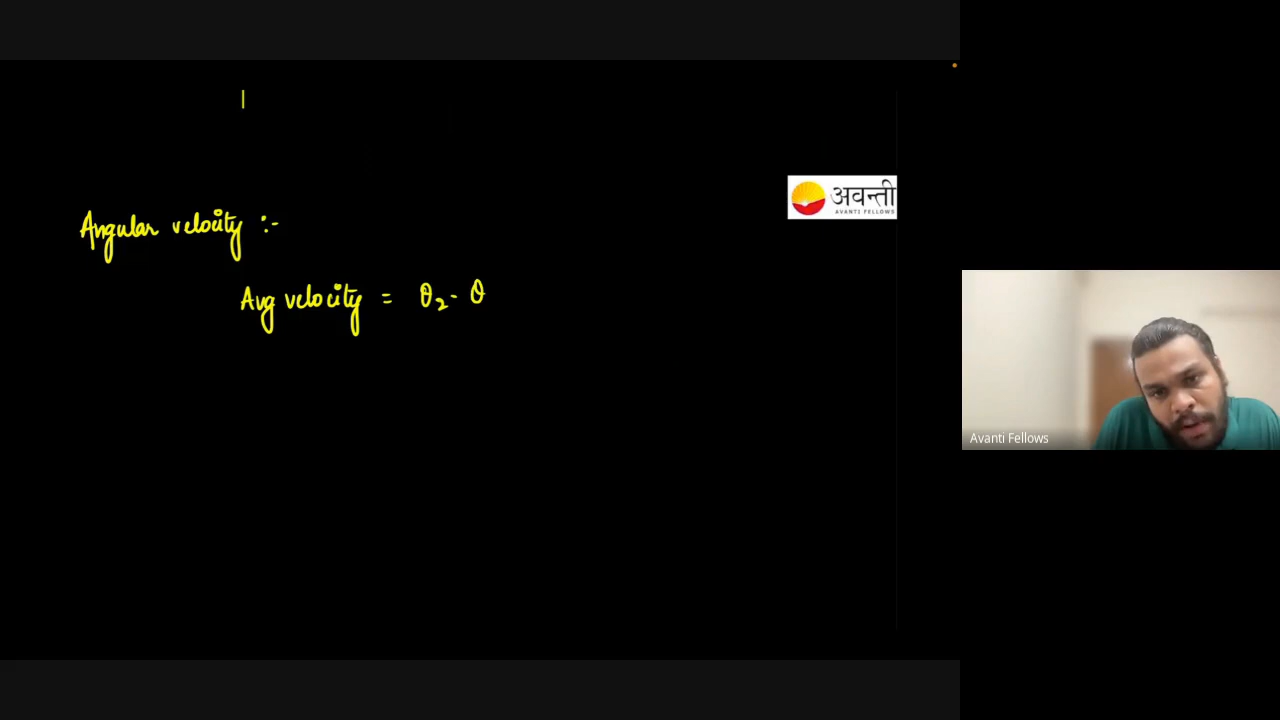 अवन्ती
AVANTI FELLOWS
Angular velocity :-
Avg velocity = θ₂ - θ
Avanti Fellows